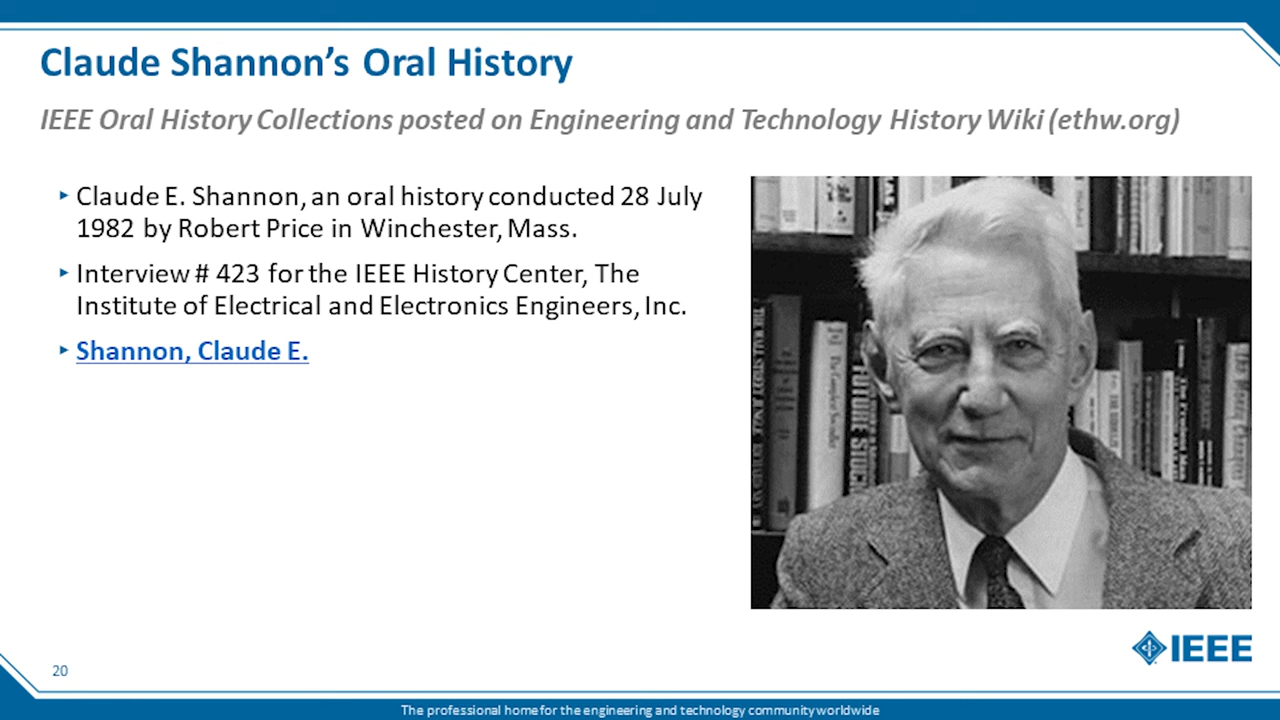 Claude Shannon’s Oral History
IEEE Oral History Collections posted on Engineering and Technology History Wiki (ethw.org)
‣ Claude E. Shannon, an oral history conducted 28 July
1982 by Robert Price in Winchester, Mass.
‣ Interview # 423 for the IEEE History Center, The
Institute of Electrical and Electronics Engineers, Inc.
‣ Shannon, Claude E.
FUTURE
IEEE
20
The professional home for the engineering and technology community worldwide